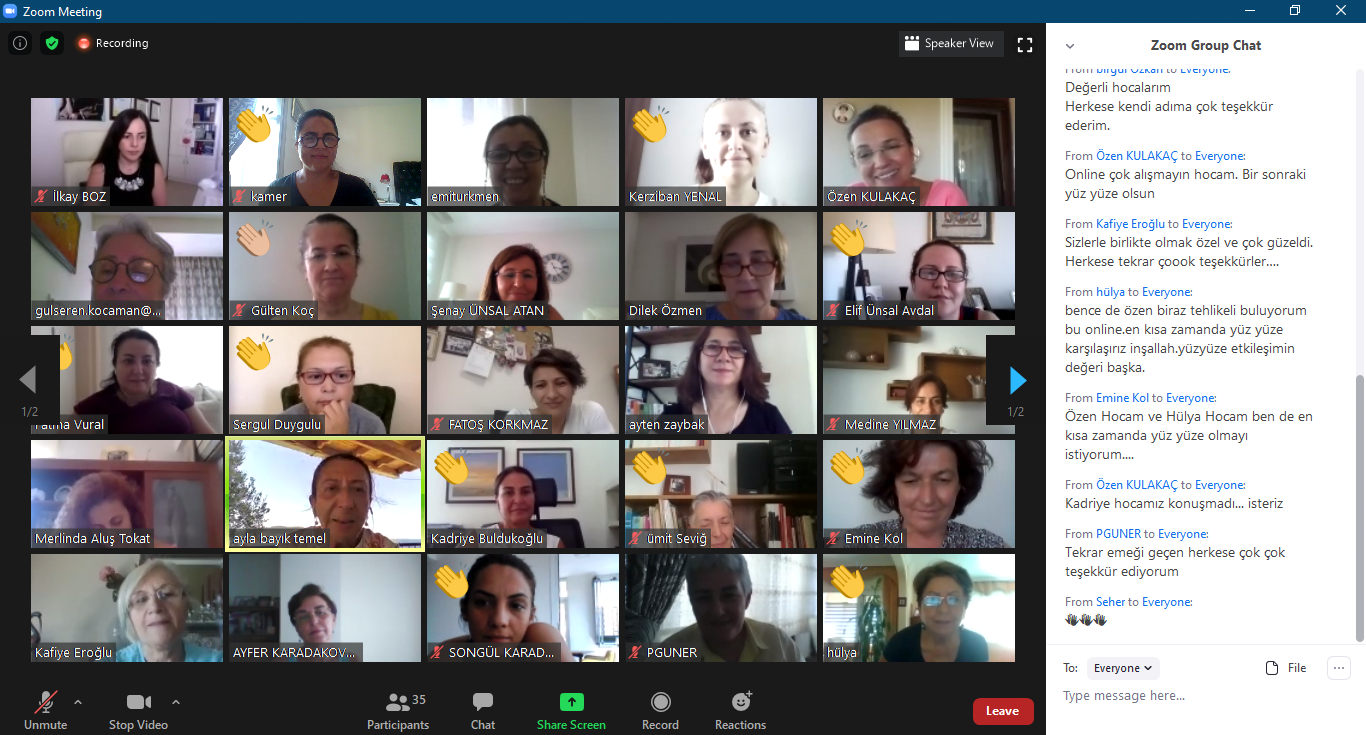 Zoom Meeting
Recording
Speaker View
Zoom Group Chat
İlkay BOZ
kamer
emiturkmen
Kerziban YENAL
Özen KULAKAÇ
gulseren.kocaman@...
Gülten Koç
Şenay ÜNSAL ATAN
Dilek Özmen
Elif Ünsal Avdal
1/2
Fatma Vural
Sergul Duygulu
FATOŞ KORKMAZ
ayten zaybak
Medine YILMAZ
1/2
Merlinda Aluş Tokat
ayla bayık temel
Kadriye Buldukoğlu
ümit Seviğ
Emine Kol
Kafiye Eroğlu
AYFER KARADAKOV...
SONGÜL KARAD...
PGUNER
hülya
Unmute
Stop Video
Participants
35
Chat
Share Screen
Record
Reactions
Leave
From birgül Özkan to Everyone:
Değerli hocalarım
Herkese kendi adıma çok teşekkür
ederim.
From Özen KULAKAÇ to Everyone:
Online çok alışmayın hocam. Bir sonraki
yüz yüze olsun
From Kafiye Eroğlu to Everyone:
Sizlerle birlikte olmak özel ve çok güzeldi.
Herkese tekrar çoook teşekkürler....
From hülya to Everyone:
bence de özen biraz tehlikeli buluyorum
bu online.en kısa zamanda yüz yüze
karşılaşırız inşallah.yüzyüze etkileşimin
değeri başka.
From Emine Kol to Everyone:
Özen Hocam ve Hülya Hocam ben de en
kısa zamanda yüz yüze olmayı
istiyorum....
From Özen KULAKAÇ to Everyone:
Kadriye hocamız konuşmadı... isteriz
From PGUNER to Everyone:
Tekrar emeği geçen herkese çok çok
teşekkür ediyorum
From Seher to Everyone:
👋👋👋
To: Everyone
File
...
Type message here...